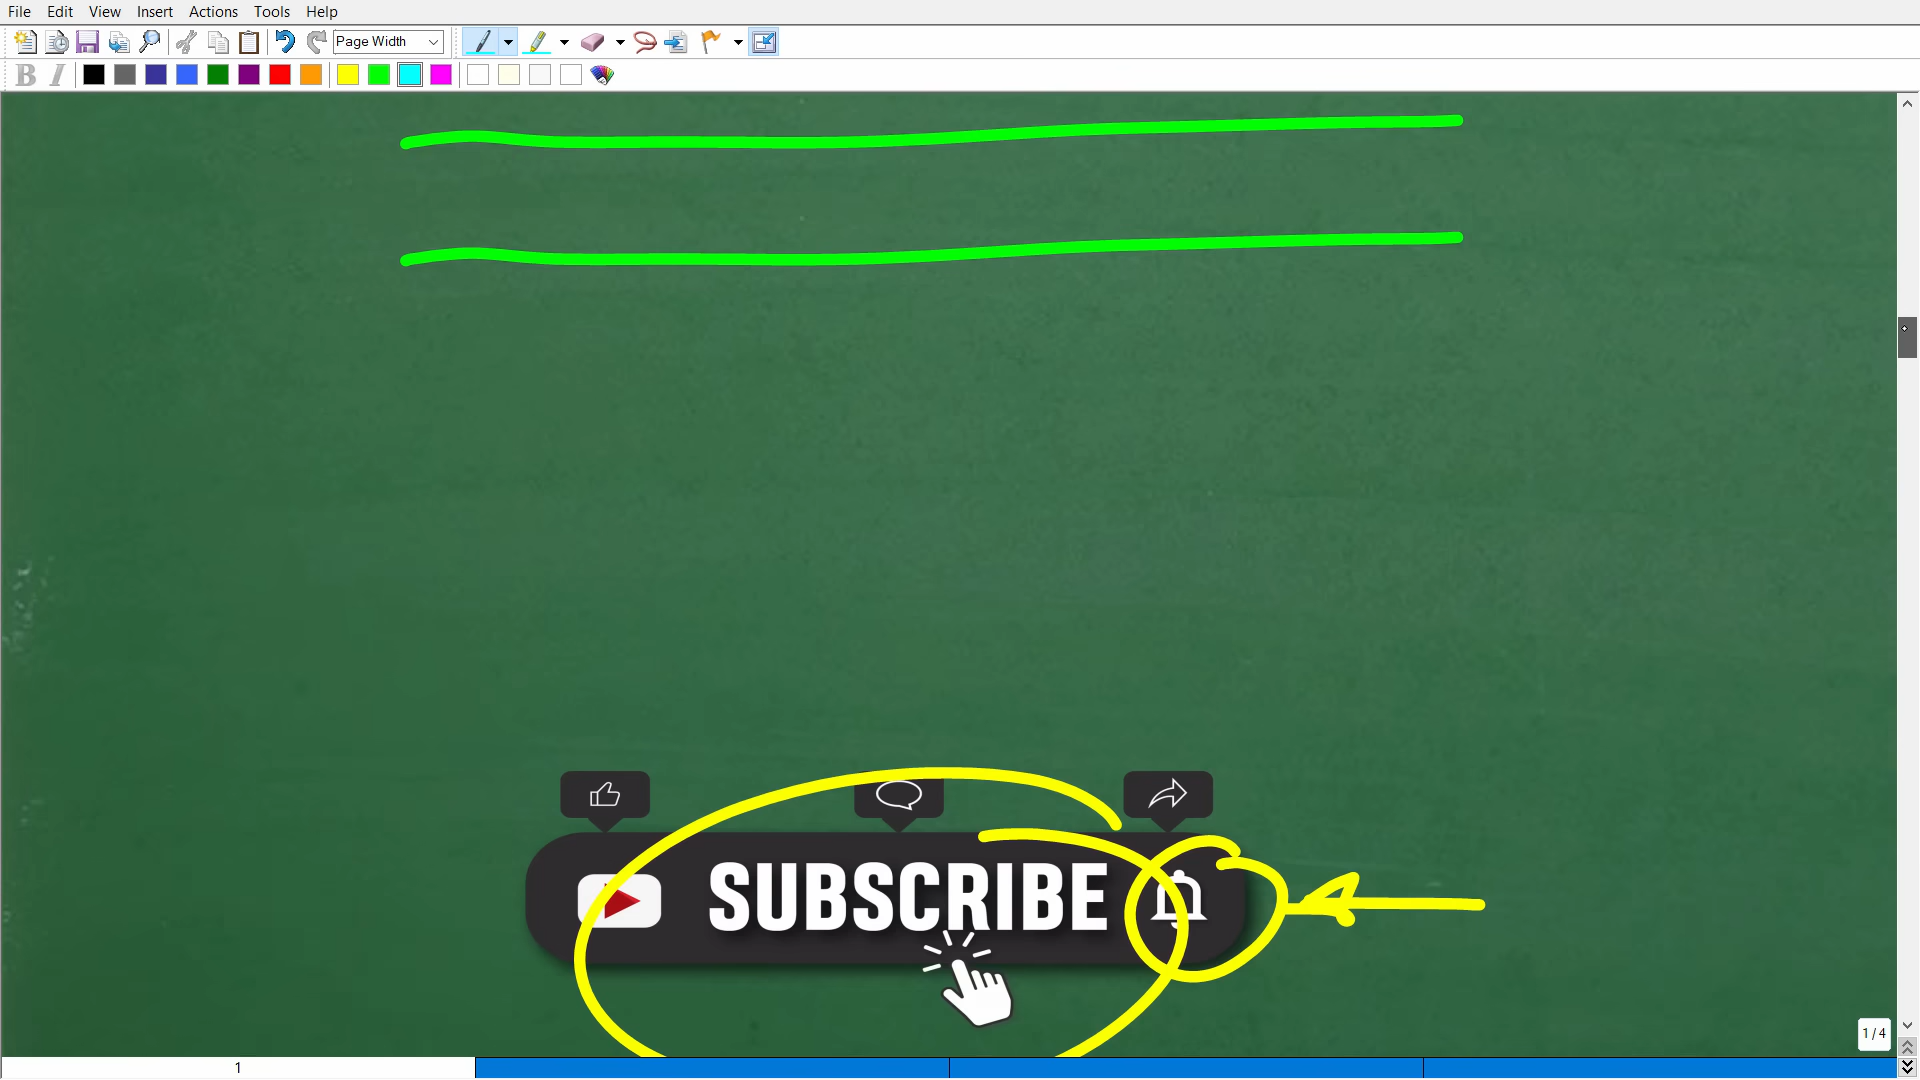 File Edit View Insert Actions Tools Help
Page Width
B I
SUBSCRIBE
1 / 4
1